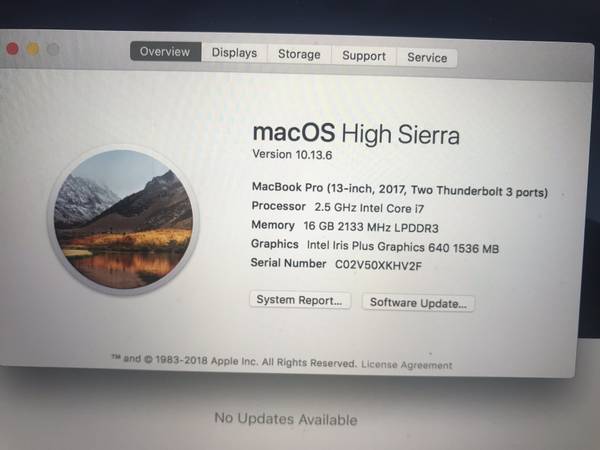 Overview Displays Storage Support Service
macOS High Sierra
Version 10.13.6
MacBook Pro (13-inch, 2017, Two Thunderbolt 3 ports)
Processor 2.5 GHz Intel Core i7
Memory 16 GB 2133 MHz LPDDR3
Graphics Intel Iris Plus Graphics 640 1536 MB
Serial Number C02V50XKHV2F
System Report... Software Update...
™ and © 1983-2018 Apple Inc. All Rights Reserved. License Agreement
No Updates Available